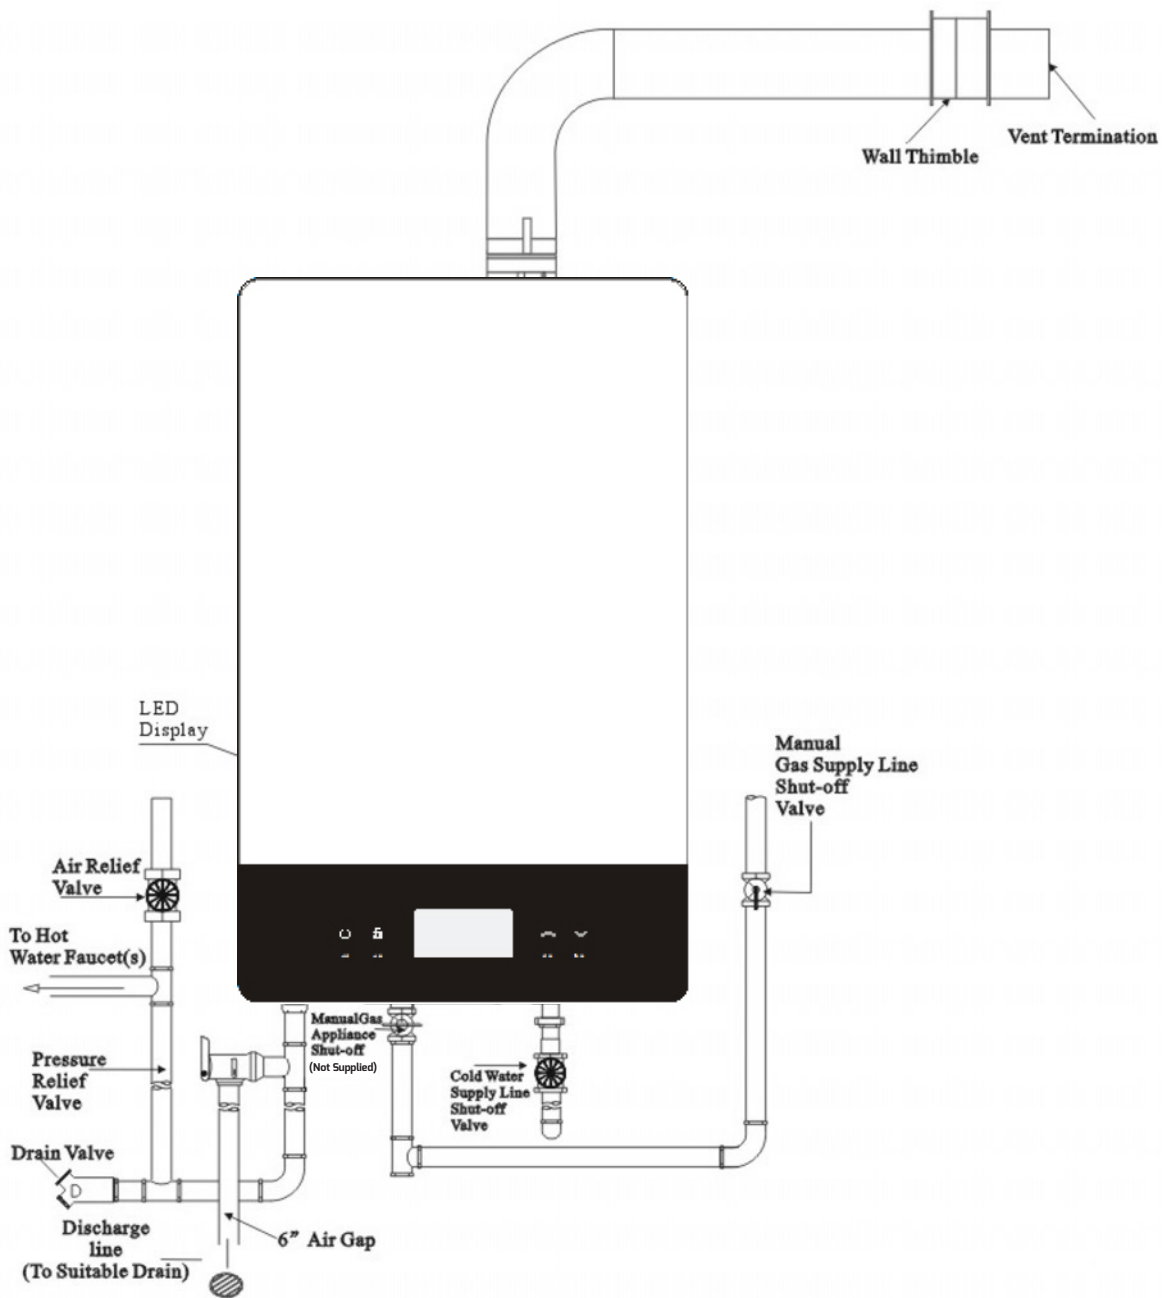 Vent Termination
Wall Thimble
LED
Display
Manual
Gas Supply Line
Shut-off
Valve
Air Relief
Valve
To Hot
Water Faucet(s)
ManualGas
Appliance
Shut-off
(Not Supplied)
Pressure
Relief
Valve
Cold Water
Supply Line
Shut-off
Valve
Drain Valve
Discharge
line
(To Suitable Drain)
6” Air Gap